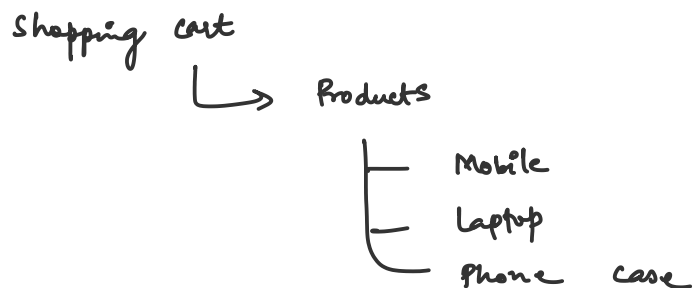 Shopping cart
Products
Mobile
Laptop
Phone case